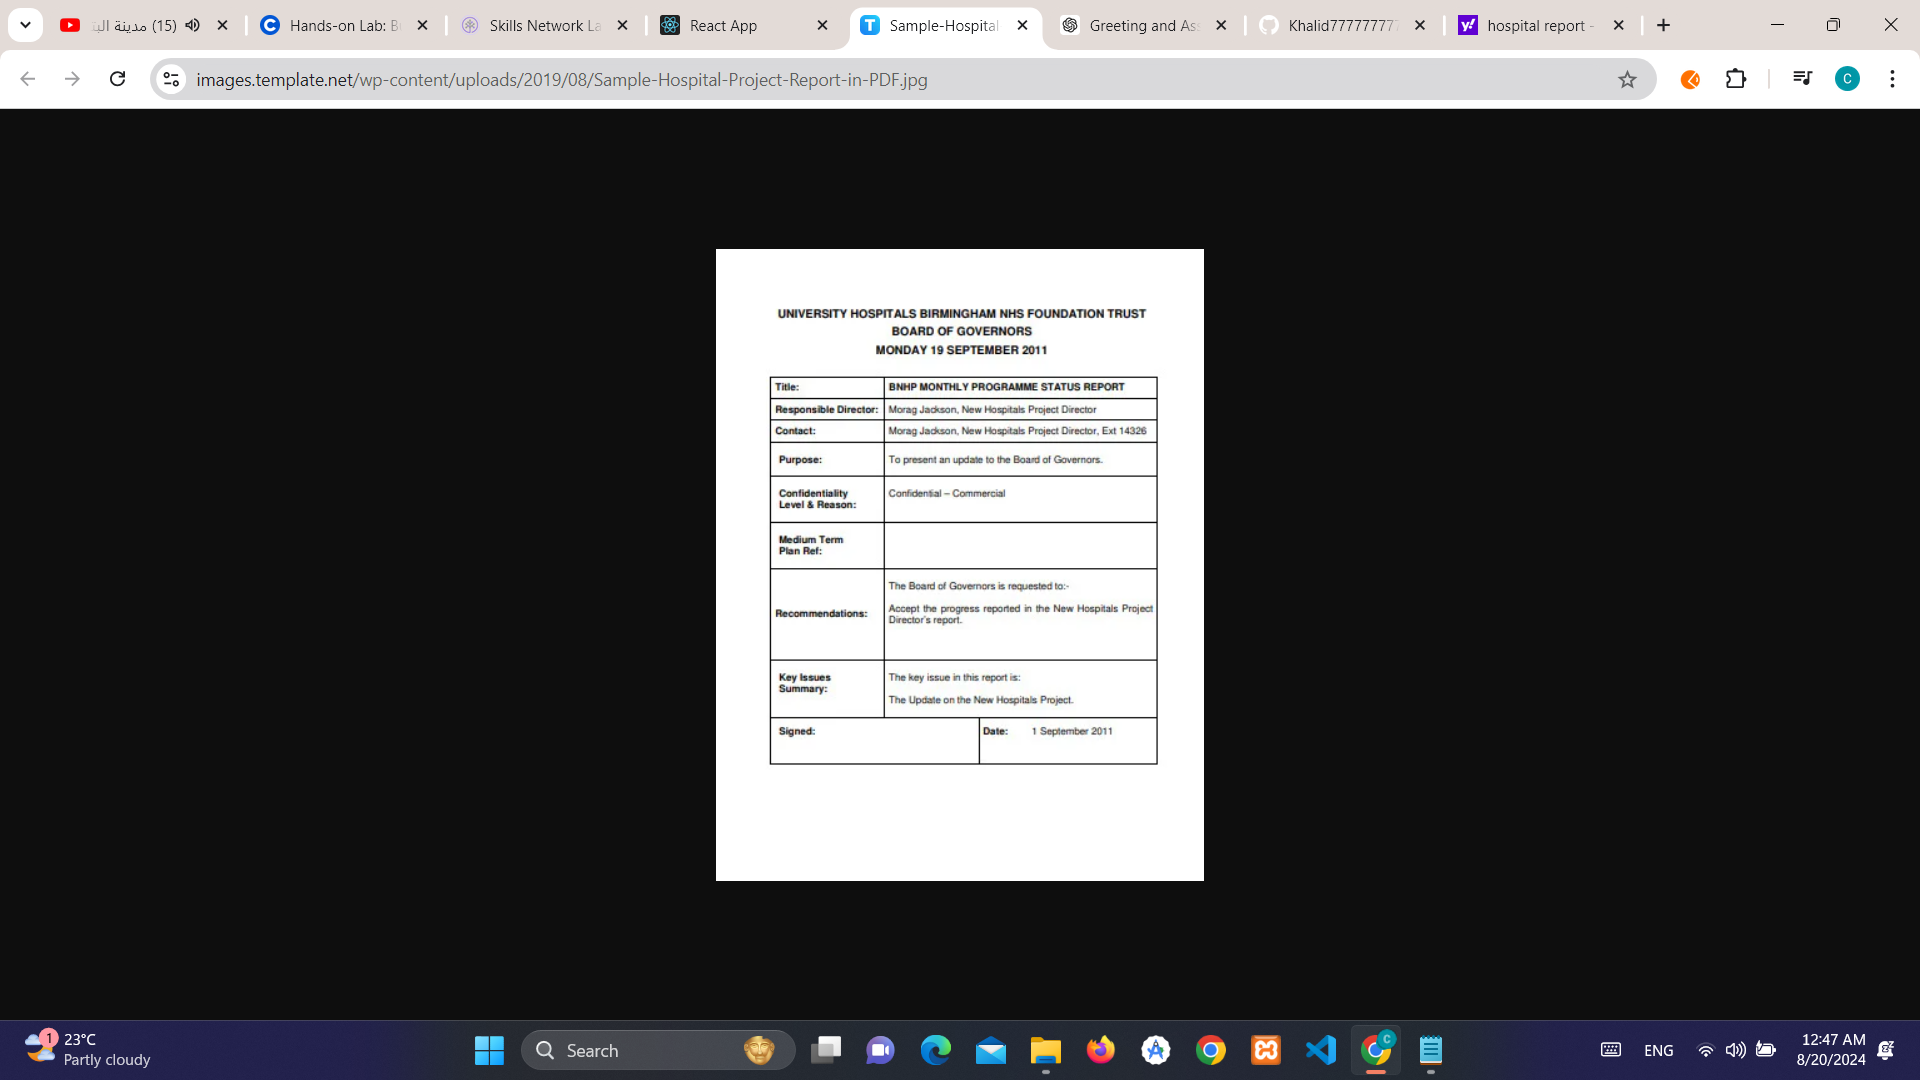 (15) مدينة البت
Hands-on Lab: B
Skills Network La
React App
Sample-Hospital
Greeting and As
Khalid777777777
hospital report -
images.template.net/wp-content/uploads/2019/08/Sample-Hospital-Project-Report-in-PDF.jpg
C
UNIVERSITY HOSPITALS BIRMINGHAM NHS FOUNDATION TRUST
BOARD OF GOVERNORS
MONDAY 19 SEPTEMBER 2011
Title: BNHP MONTHLY PROGRAMME STATUS REPORT
Responsible Director: Morag Jackson, New Hospitals Project Director
Contact: Morag Jackson, New Hospitals Project Director, Ext 14326
Purpose: To present an update to the Board of Governors.
Confidentiality Confidential – Commercial
Level & Reason:
Medium Term
Plan Ref:
The Board of Governors is requested to:-
Recommendations: Accept the progress reported in the New Hospitals Project
Director's report.
Key Issues The key issue in this report is:
Summary:
The Update on the New Hospitals Project.
Signed: Date: 1 September 2011
1
23°C
Partly cloudy
Search
C
ENG
12:47 AM
8/20/2024